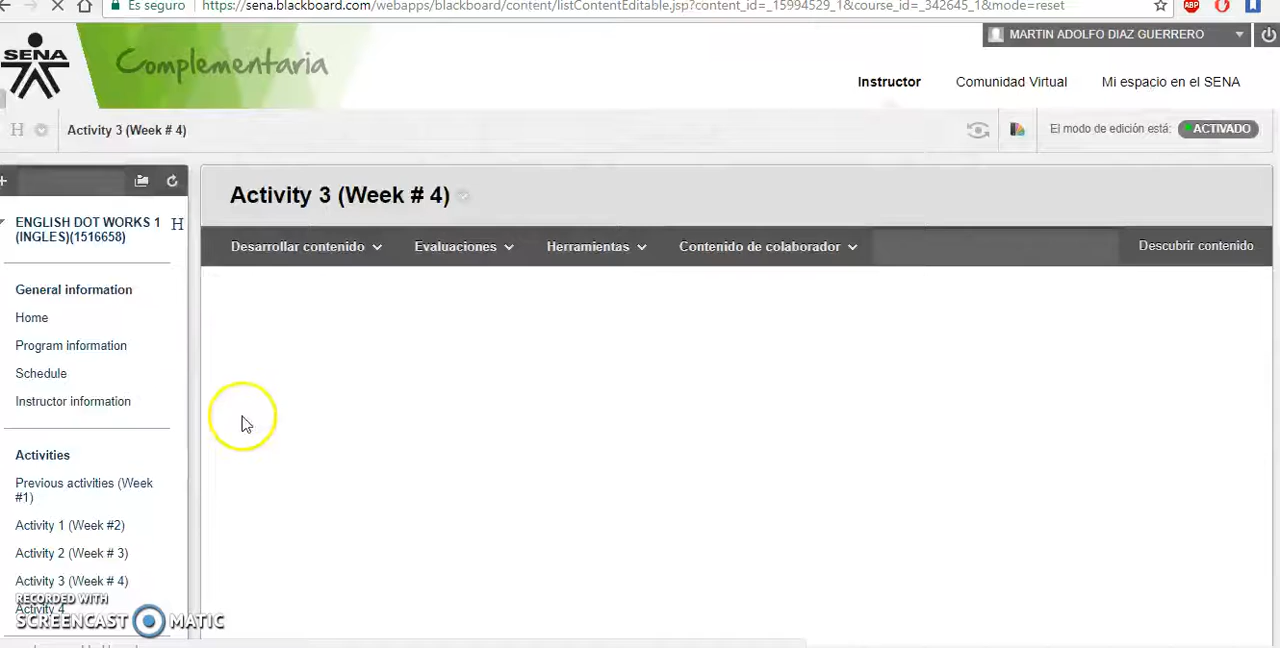 Es seguro https://sena.blackboard.com/webapps/blackboard/content/listContentEditable.jsp?content_id=_15994529_1&course_id=_342645_1&mode=reset ABP
MARTIN ADOLFO DIAZ GUERRERO
SENA
Complementaria
Instructor Comunidad Virtual Mi espacio en el SENA
H Activity 3 (Week # 4) El modo de edición está: ACTIVADO
Activity 3 (Week # 4)
ENGLISH DOT WORKS 1 H
(INGLES)(1516658)
Desarrollar contenido Evaluaciones Herramientas Contenido de colaborador Descubrir contenido
General information
Home
Program information
Schedule
Instructor information
Activities
Previous activities (Week
#1)
Activity 1 (Week #2)
Activity 2 (Week # 3)
Activity 3 (Week # 4)
RECORDED WITH
Activity 4
SCREENCAST MATIC